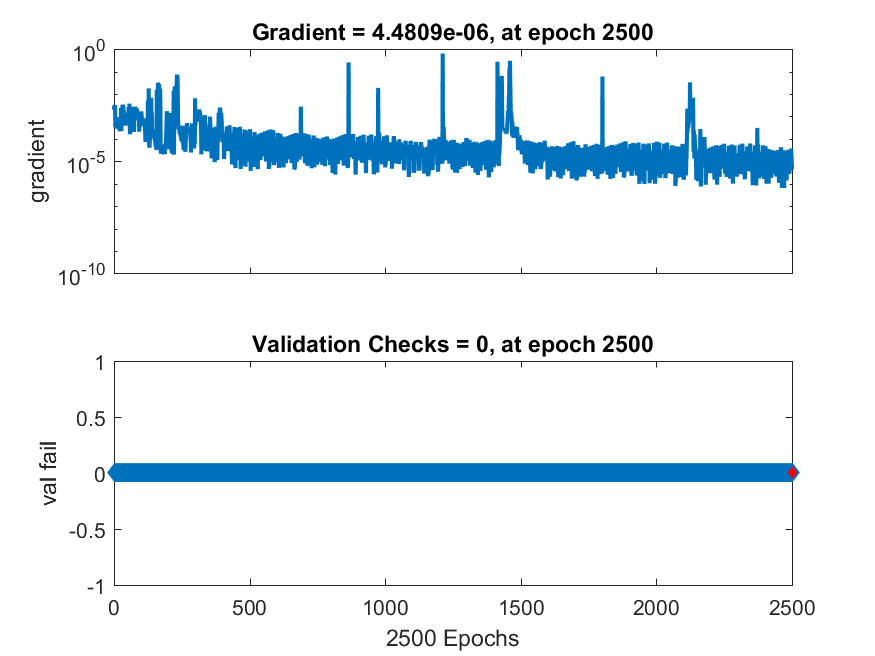 Gradient = 4.4809e-06, at epoch 2500
10^0
10^-5
10^-10
gradient
Validation Checks = 0, at epoch 2500
1
0.5
0
-0.5
-1
val fail
0 500 1000 1500 2000 2500
2500 Epochs